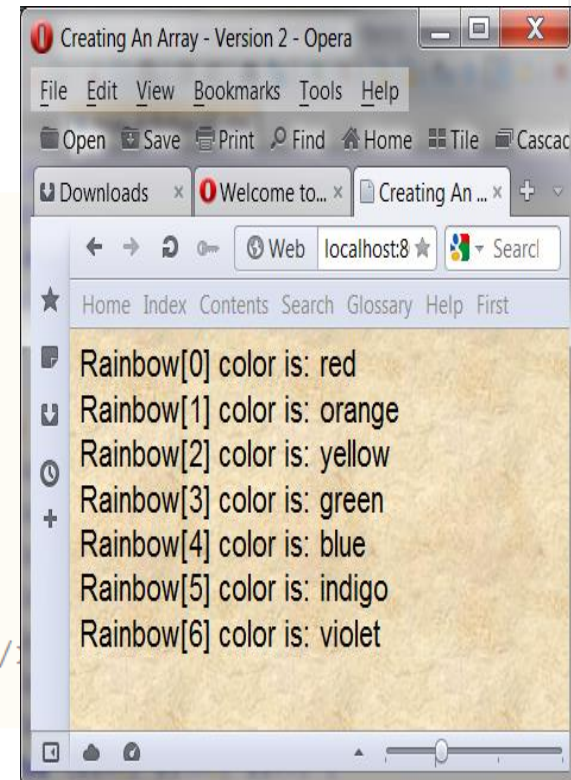 Creating An Array - Version 2 - Opera
File Edit View Bookmarks Tools Help
Open Save Print Find Home Tile Cascac
Downloads × Welcome to... × Creating An ... ×
Web localhost:8 Searcl
Home Index Contents Search Glossary Help First
Rainbow[0] color is: red
Rainbow[1] color is: orange
Rainbow[2] color is: yellow
Rainbow[3] color is: green
Rainbow[4] color is: blue
Rainbow[5] color is: indigo
Rainbow[6] color is: violet
/